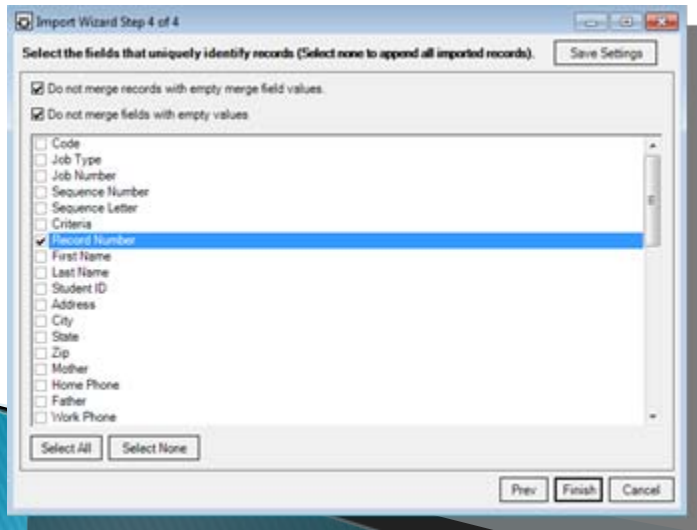 Import Wizard Step 4 of 4
Select the fields that uniquely identify records (Select none to append all imported records).
Save Settings
Do not merge records with empty merge field values.
Do not merge fields with empty values
Code
Job Type
Job Number
Sequence Number
Sequence Letter
Criteria
Record Number
First Name
Last Name
Student ID
Address
City
State
Zip
Mother
Home Phone
Father
Work Phone
Select All Select None
Prev Finish Cancel